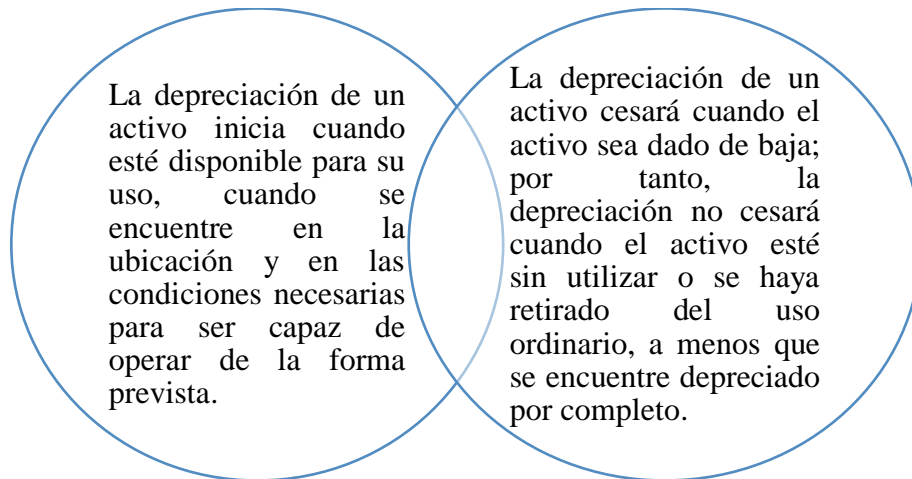 La depreciación de un
activo inicia cuando
esté disponible para su
uso, cuando se
encuentre en la
ubicación y en las
condiciones necesarias
para ser capaz de
operar de la forma
prevista.
La depreciación de un
activo cesará cuando el
activo sea dado de baja;
por tanto, la
depreciación no cesará
cuando el activo esté
sin utilizar o se haya
retirado del uso
ordinario, a menos que
se encuentre depreciado
por completo.